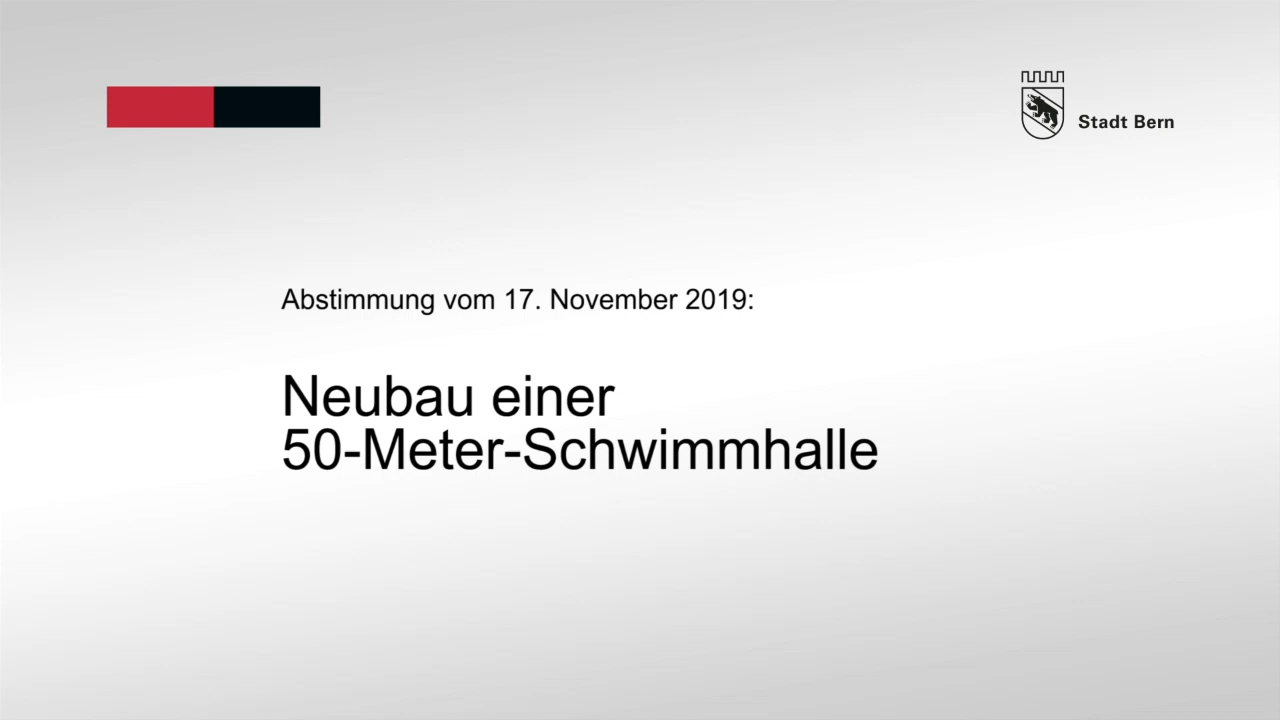 Stadt Bern
Abstimmung vom 17. November 2019:
Neubau einer
50-Meter-Schwimmhalle